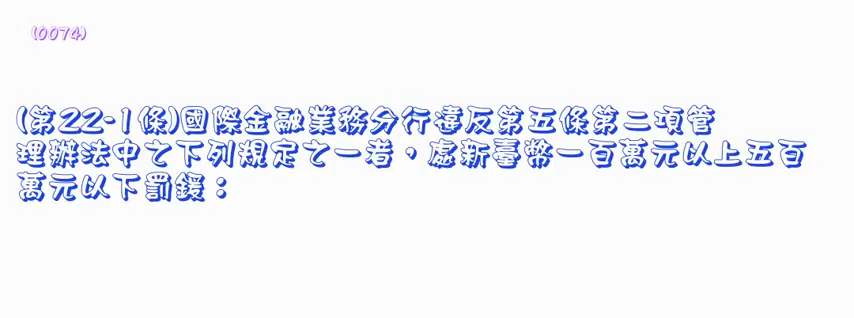 (0074)
(第22-1條)國際金融業務分行違反第五條第二項管
理辦法中之下列規定之一者，處新臺幣一百萬元以上五百
萬元以下罰鍰：